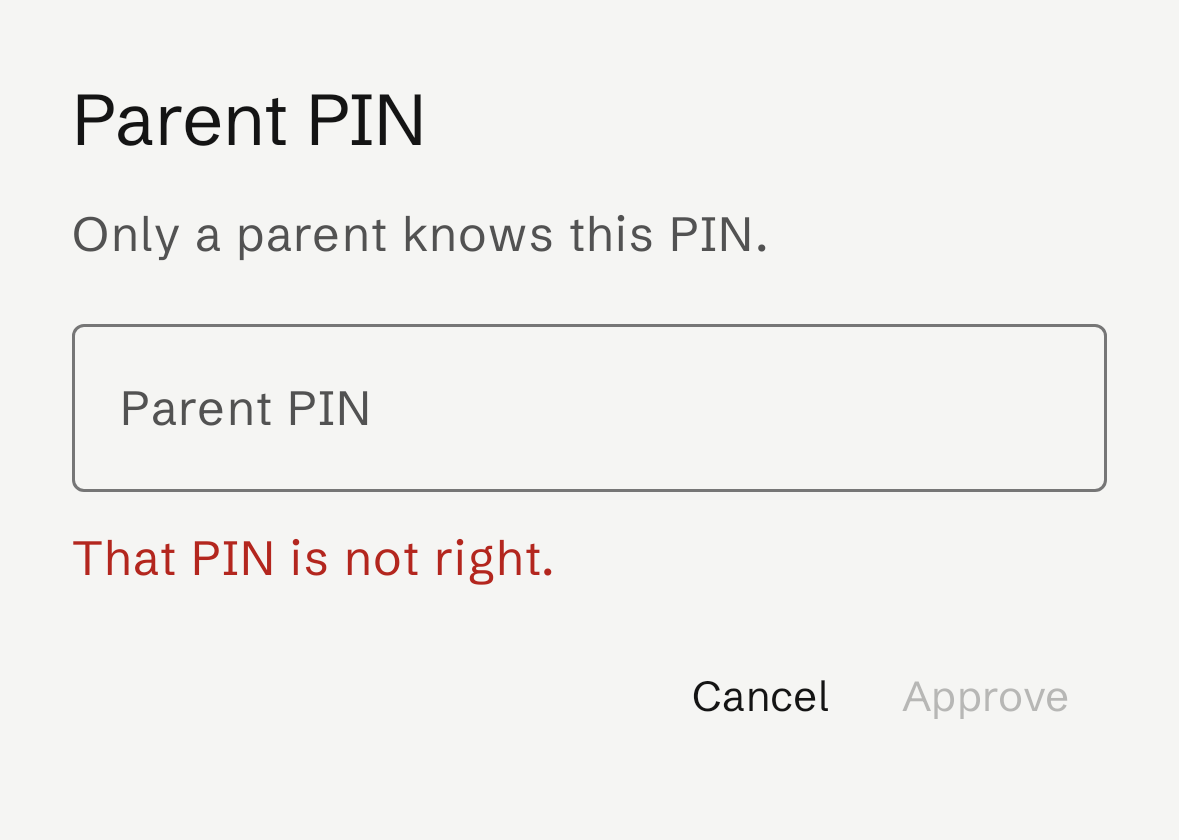 Parent PIN
Only a parent knows this PIN.
Parent PIN
That PIN is not right.
Cancel Approve